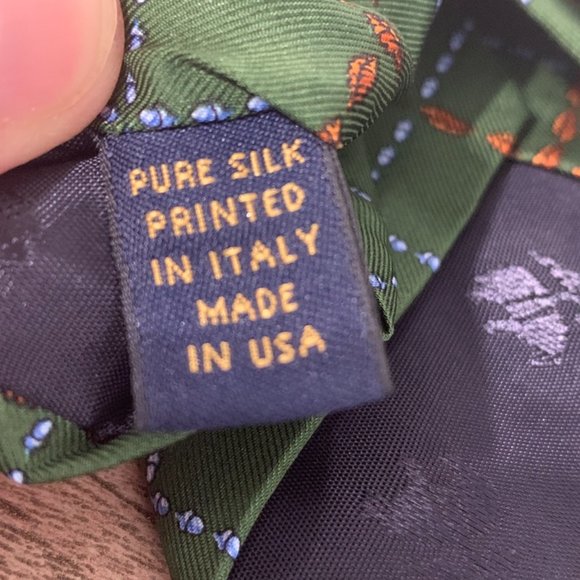 PURE SILK
PRINTED
IN ITALY
MADE
IN USA